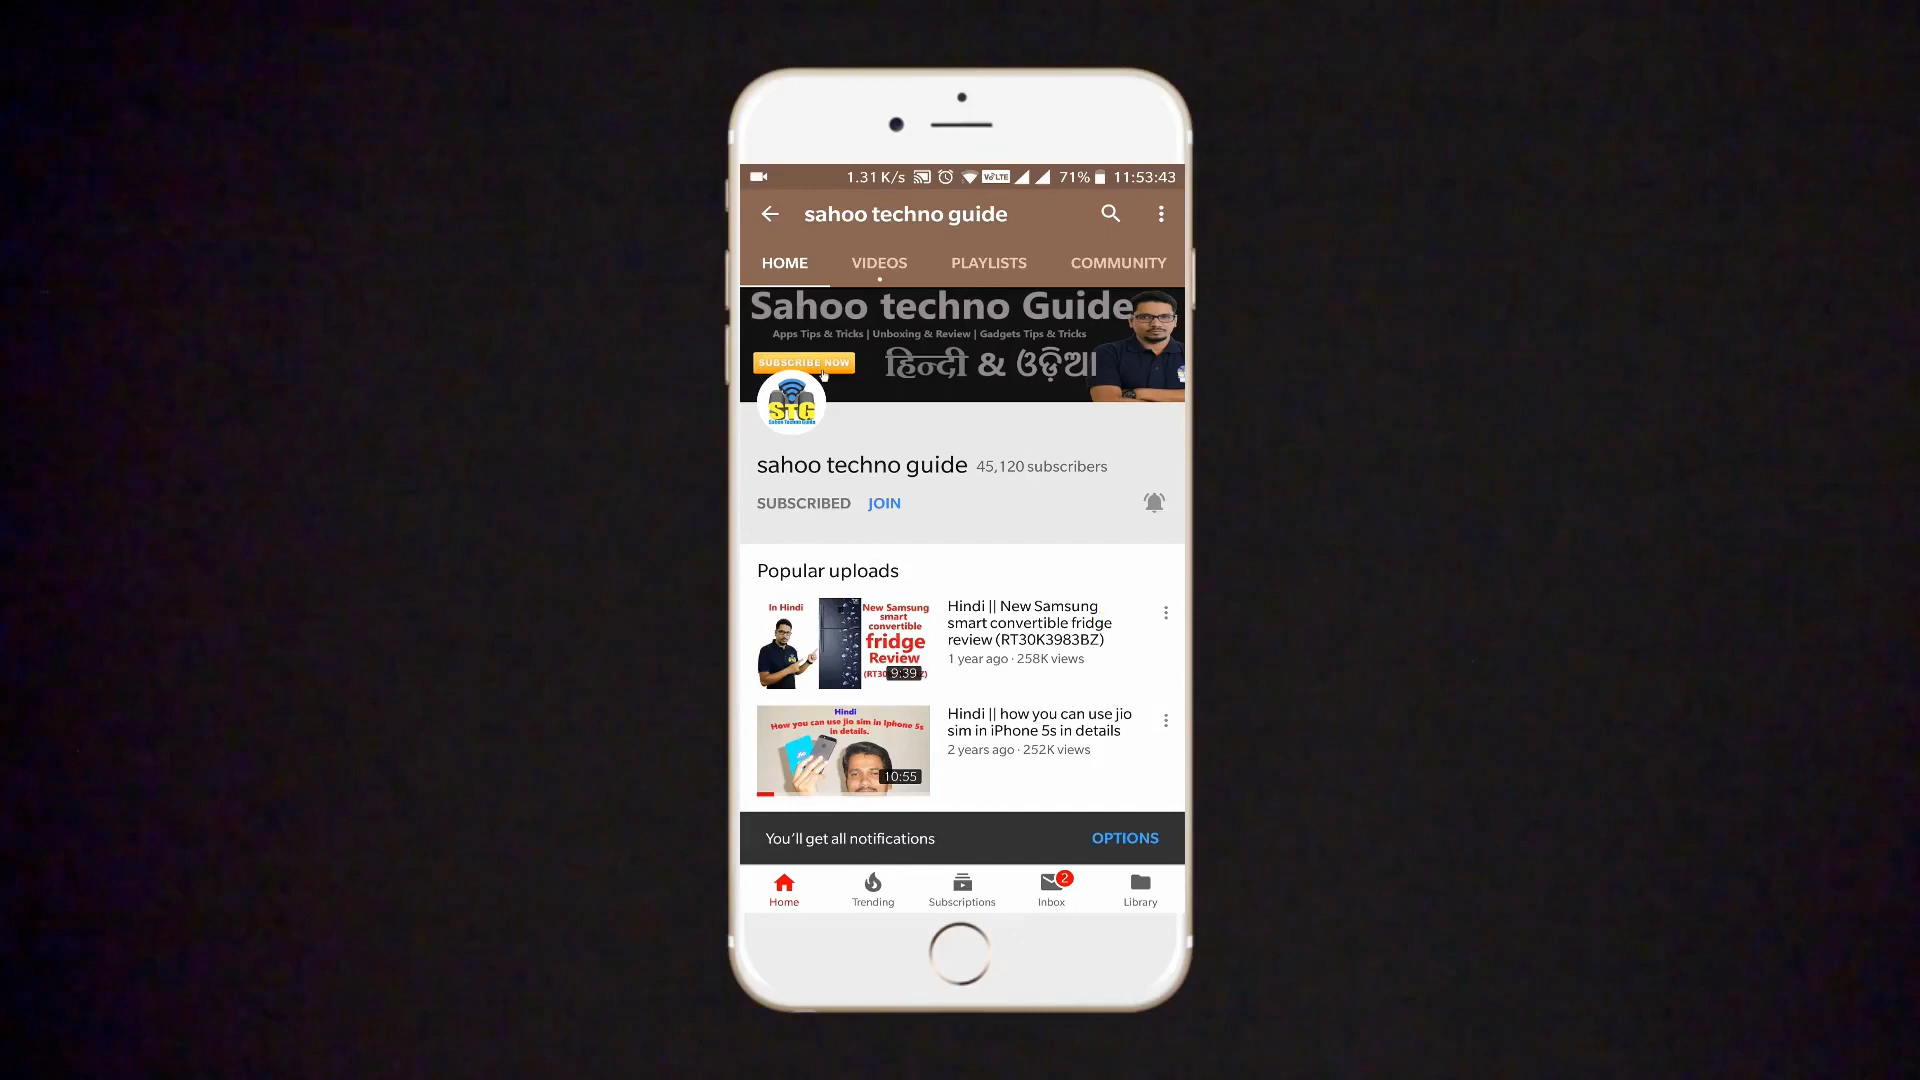 1.31 K/s VoLTE 71% 11:53:43
sahoo techno guide
HOME VIDEOS PLAYLISTS COMMUNITY
Sahoo techno Guide
Apps Tips & Tricks | Unboxing & Review | Gadgets Tips & Tricks
SUBSCRIBE NOW
हिन्दी & ଓଡ଼ିଆ
STG
Sahoo Techno Guide
sahoo techno guide 45,120 subscribers
SUBSCRIBED JOIN
Popular uploads
In Hindi
New Samsung
smart
convertible
fridge
Review
(RT30
9:39
Hindi || New Samsung
smart convertible fridge
review (RT30K3983BZ)
1 year ago · 258K views
Hindi
How you can use jio sim in Iphone 5s
in details.
10:55
Hindi || how you can use jio
sim in iPhone 5s in details
2 years ago · 252K views
You'll get all notifications OPTIONS
2
Home Trending Subscriptions Inbox Library